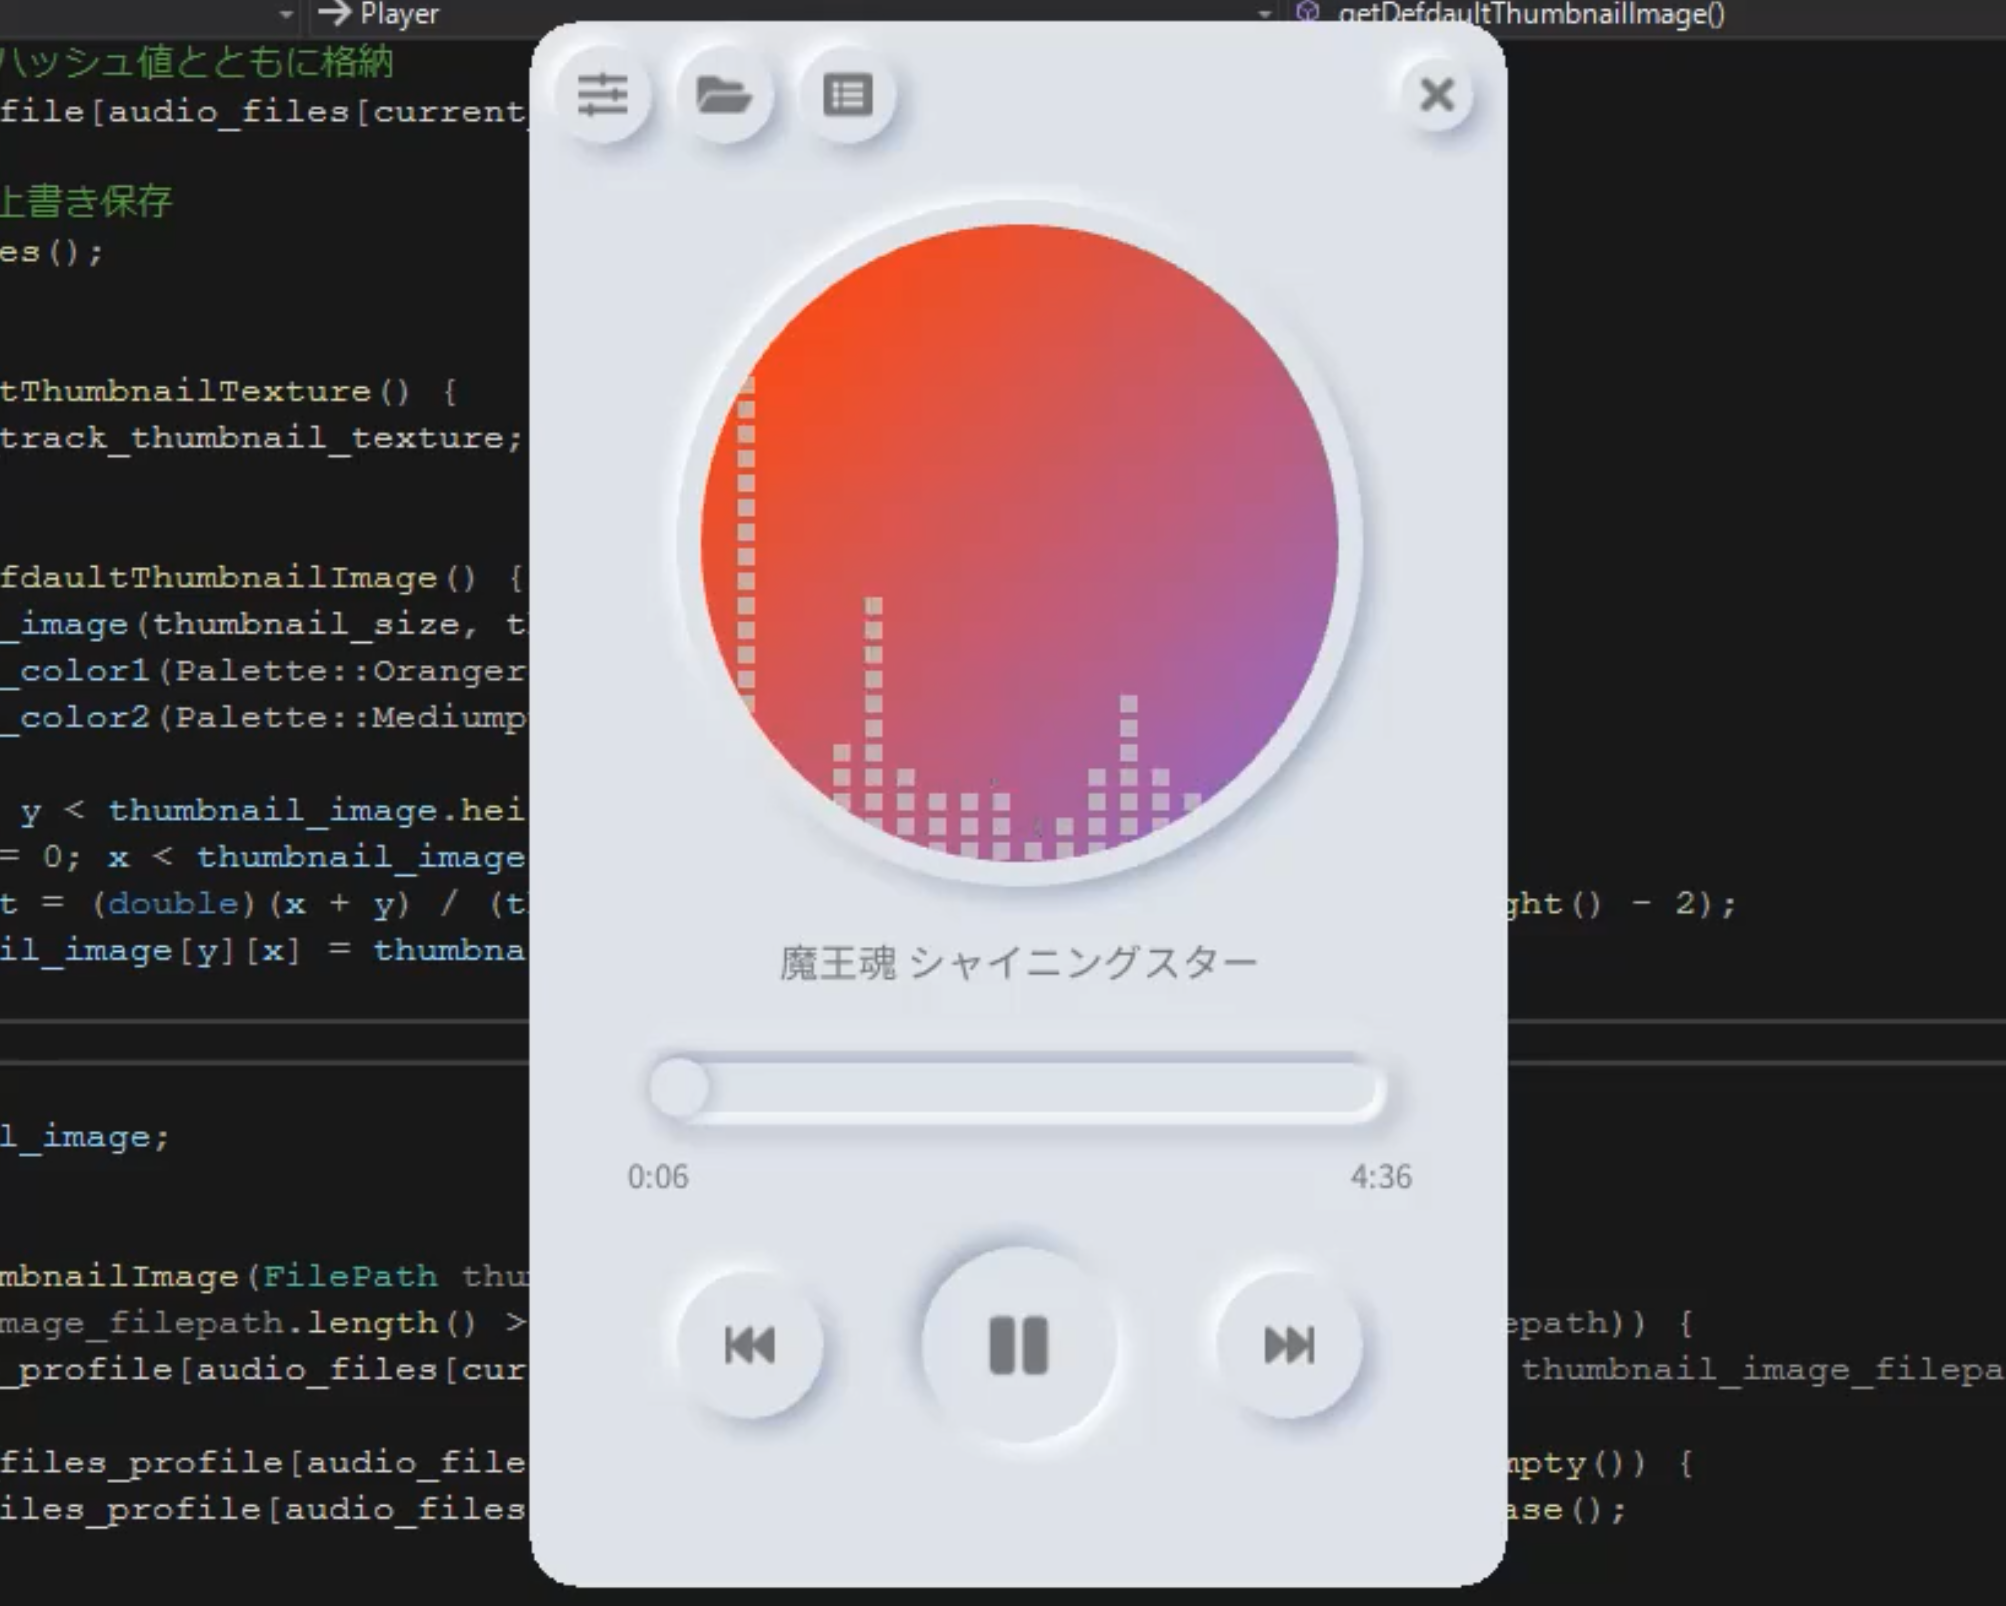 Player
getDefdaultThumbnailImage()
ハッシュ値とともに格納
file[audio_files[current_
上書き保存
es();
tThumbnailTexture() {
track_thumbnail_texture;
fdaultThumbnailImage() {
_image(thumbnail_size, t
_color1(Palette::Oranger
_color2(Palette::Mediump
y < thumbnail_image.hei
= 0; x < thumbnail_image
t = (double)(x + y) / (t
ght() - 2);
il_image[y][x] = thumbna
魔王魂 シャイニングスター
l_image;
0:06
4:36
mbnailImage(FilePath thu
mage_filepath.length() >
epath)) {
_profile[audio_files[cur
thumbnail_image_filepa
files_profile[audio_file
mpty()) {
iles_profile[audio_files
ase();